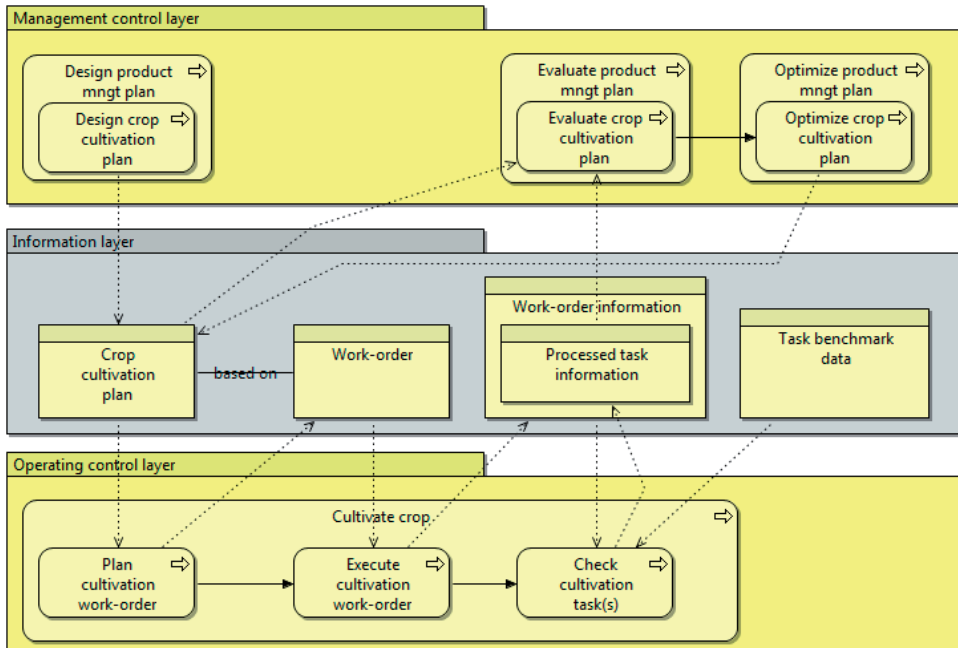 Management control layer
Design product
mngt plan
Design crop
cultivation
plan
Evaluate product
mngt plan
Evaluate crop
cultivation
plan
Optimize product
mngt plan
Optimize crop
cultivation
plan
Information layer
Crop
cultivation
plan
based on
Work-order
Work-order information
Processed task
information
Task benchmark
data
Operating control layer
Cultivate crop
Plan
cultivation
work-order
Execute
cultivation
work-order
Check
cultivation
task(s)